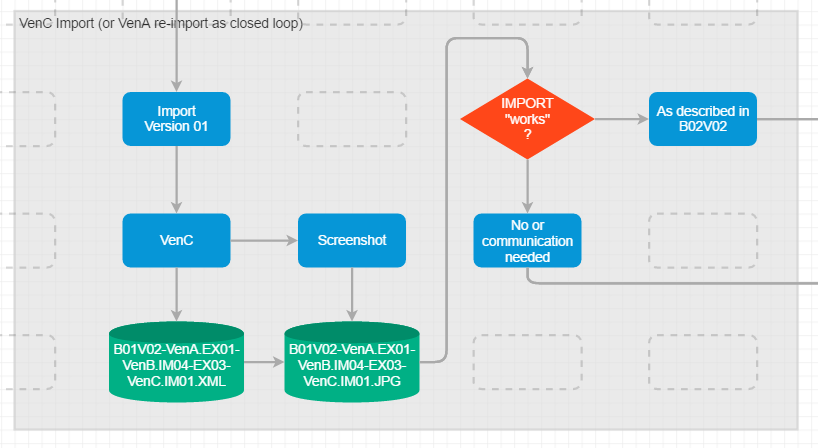 VenC Import (or VenA re-import as closed loop)
Import
Version 01
IMPORT
"works"
?
As described in
B02V02
VenC
Screenshot
No or
communication
needed
B01V02-VenA.EX01-
VenB.IM04-EX03-
VenC.IM01.XML
B01V02-VenA.EX01-
VenB.IM04-EX03-
VenC.IM01.JPG